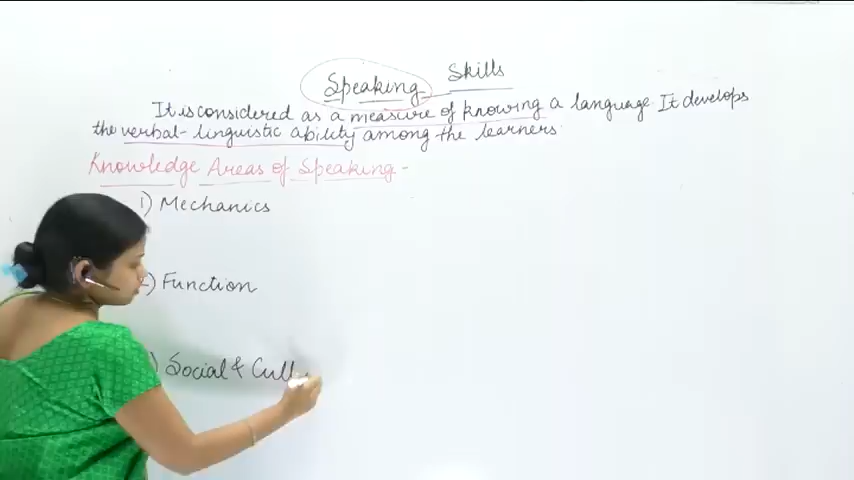 Speaking Skills
It is considered as a measure of knowing a language It develops
the verbal-linguistic ability among the learners.
Knowledge Areas of Speaking -
1) Mechanics
2) Function
) Social & Cult